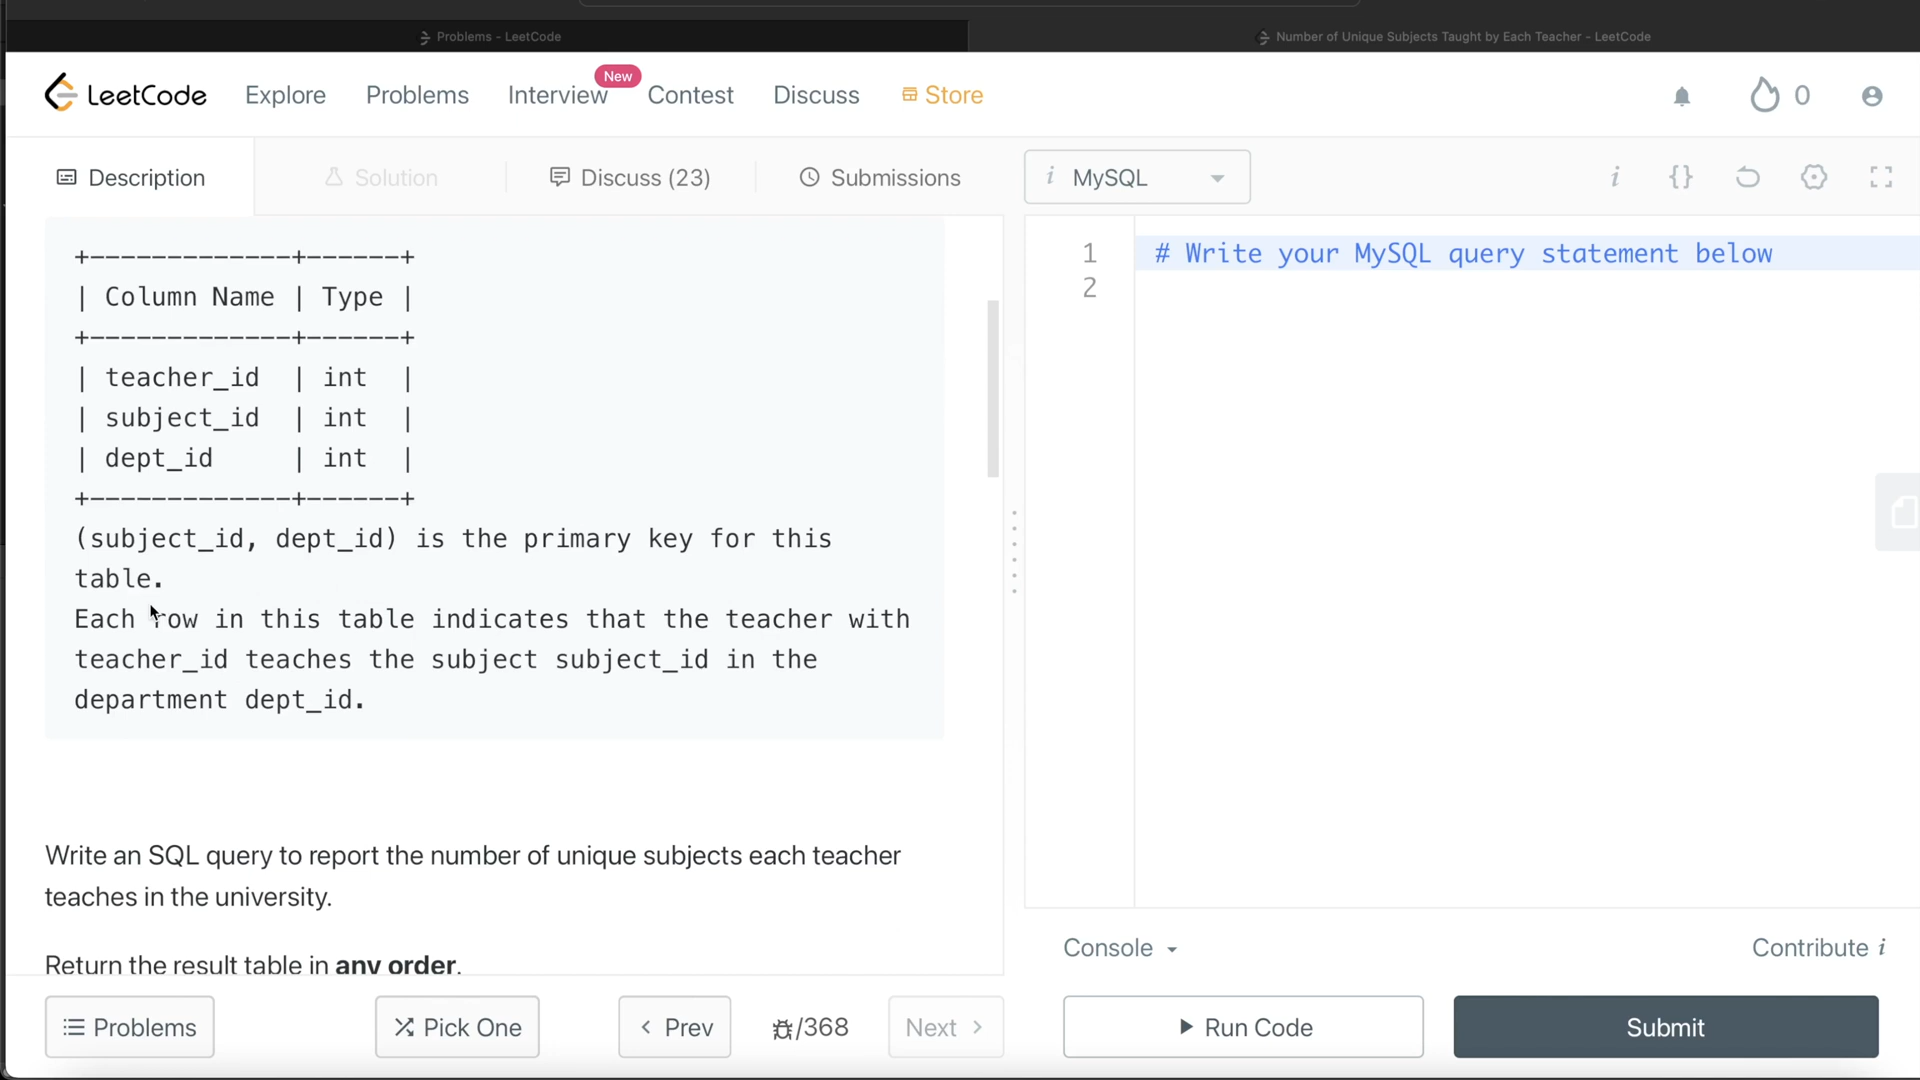 Problems - LeetCode
Number of Unique Subjects Taught by Each Teacher - LeetCode
LeetCode Explore Problems Interview New Contest Discuss Store 0
Description Solution Discuss (23) Submissions i MySQL i {}
+-------------+------+
| Column Name | Type |
+-------------+------+
| teacher_id | int |
| subject_id | int |
| dept_id | int |
+-------------+------+
(subject_id, dept_id) is the primary key for this
table.
Each row in this table indicates that the teacher with
teacher_id teaches the subject subject_id in the
department dept_id.
Write an SQL query to report the number of unique subjects each teacher
teaches in the university.
Return the result table in any order.
1 # Write your MySQL query statement below
2
Console Contribute i
Problems Pick One Prev /368 Next Run Code Submit